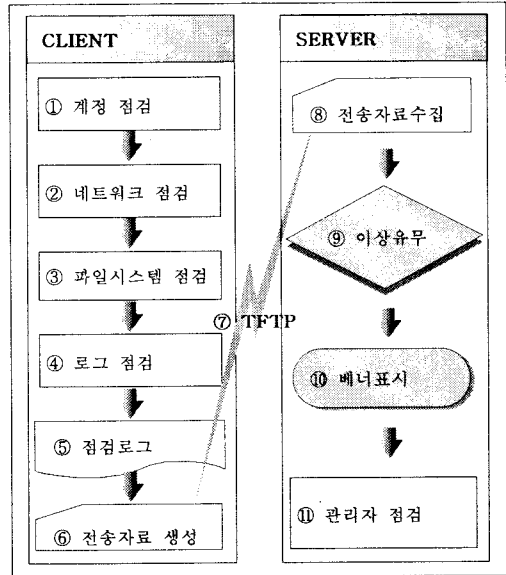 CLIENT
① 계정 점검
② 네트워크 점검
③ 파일시스템 점검
④ 로그 점검
⑤ 점검로그
⑥ 전송자료 생성
⑦ TFTP
SERVER
⑧ 전송자료수집
⑨ 이상유무
⑩ 베너표시
⑪ 관리자 점검